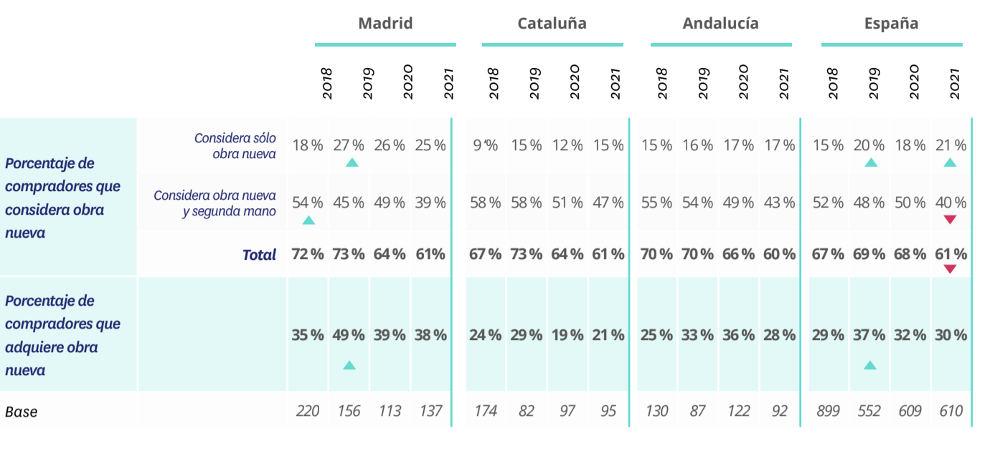 Madrid Cataluña Andalucía España
2018 2019 2020 2021 2018 2019 2020 2021 2018 2019 2020 2021 2018 2019 2020 2021
Porcentaje de
compradores que
considera obra
nueva
Considera sólo
obra nueva
18 % 27 % 26 % 25 % 9 % 15 % 12 % 15 % 15 % 16 % 17 % 17 % 15 % 20 % 18 % 21 %
Considera obra nueva
y segunda mano
54 % 45 % 49 % 39 % 58 % 58 % 51 % 47 % 55 % 54 % 49 % 43 % 52 % 48 % 50 % 40 %
Total 72 % 73 % 64 % 61% 67 % 73 % 64 % 61 % 70 % 70 % 66 % 60 % 67 % 69 % 68 % 61 %
Porcentaje de
compradores que
adquiere obra
nueva
35 % 49 % 39 % 38 % 24 % 29 % 19 % 21 % 25 % 33 % 36 % 28 % 29 % 37 % 32 % 30 %
Base 220 156 113 137 174 82 97 95 130 87 122 92 899 552 609 610